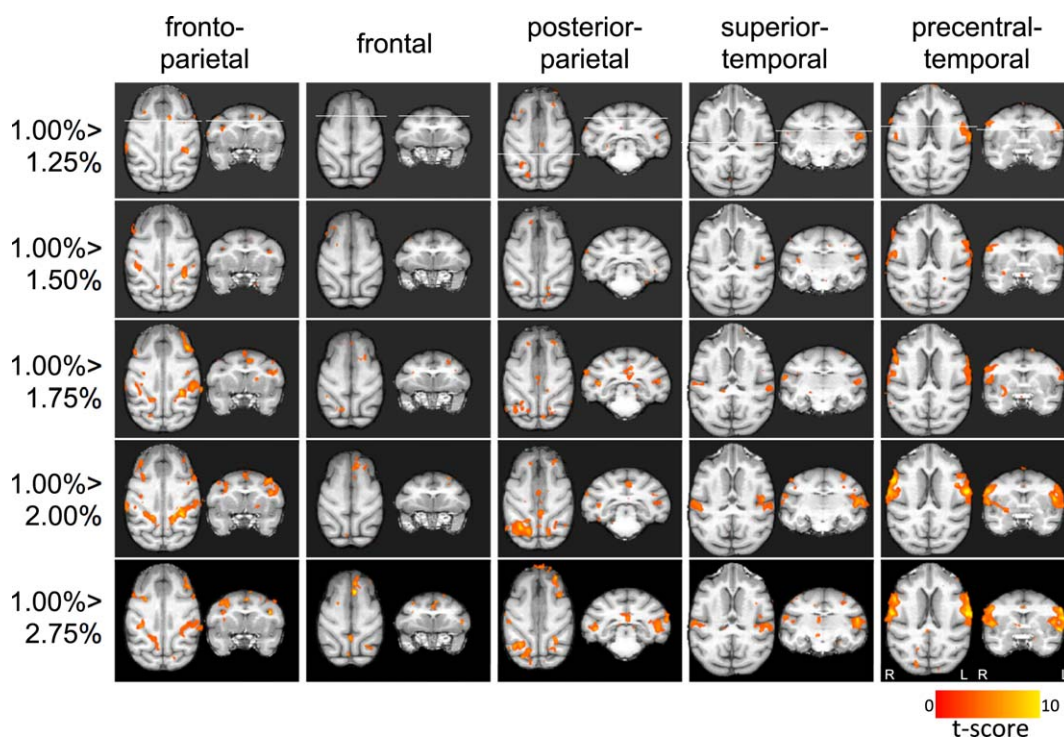 fronto-
parietal
frontal
posterior-
parietal
superior-
temporal
precentral-
temporal
1.00%>
1.25%
1.00%>
1.50%
1.00%>
1.75%
1.00%>
2.00%
1.00%>
2.75%
R L R L
0 10
t-score